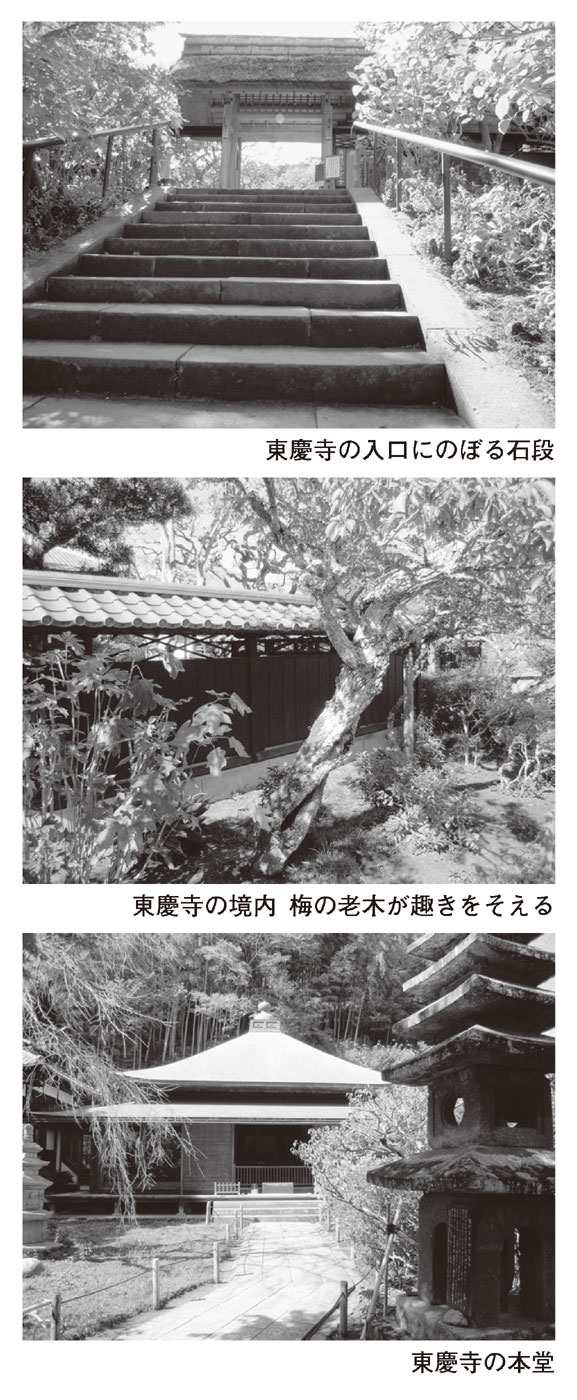 東慶寺の入口にのぼる石段
東慶寺の境内 梅の老木が趣きをそえる
東慶寺の本堂